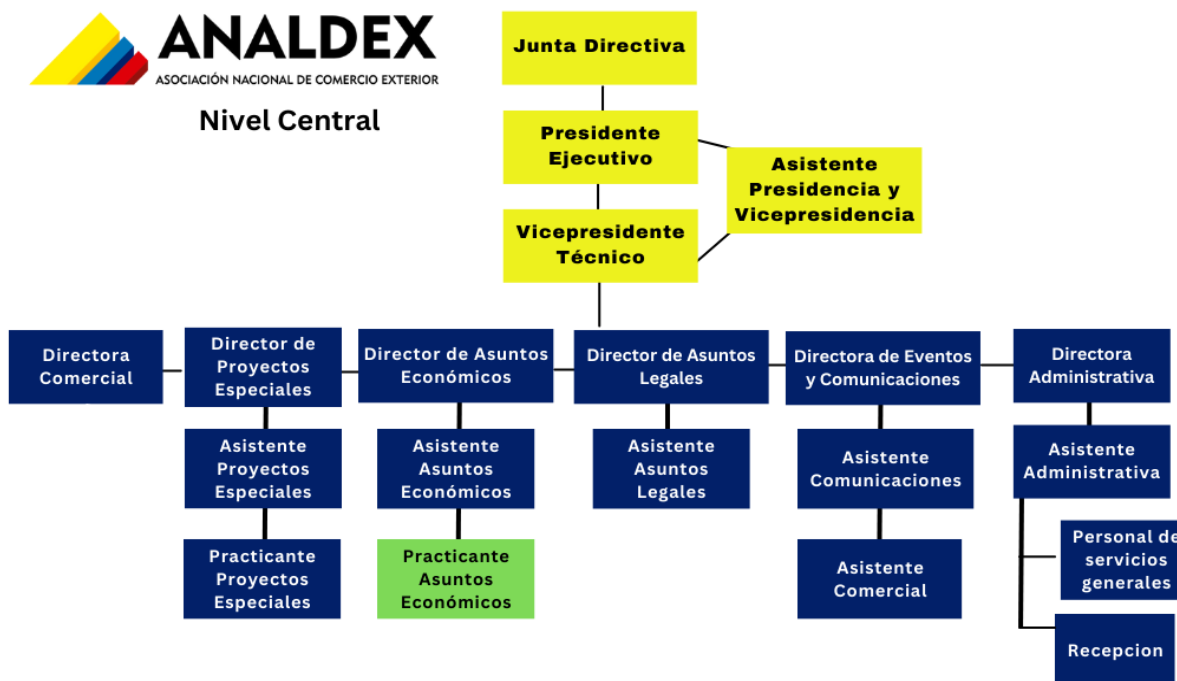 ANALDEX
ASOCIACIÓN NACIONAL DE COMERCIO EXTERIOR
Nivel Central
Junta Directiva
Presidente
Ejecutivo
Asistente
Presidencia y
Vicepresidencia
Vicepresidente
Técnico
Directora
Comercial
Director de
Proyectos
Especiales
Director de Asuntos
Económicos
Director de Asuntos
Legales
Directora de Eventos
y Comunicaciones
Directora
Administrativa
Asistente
Proyectos
Especiales
Asistente
Asuntos
Económicos
Asistente
Asuntos
Legales
Asistente
Comunicaciones
Asistente
Administrativa
Practicante
Proyectos
Especiales
Practicante
Asuntos
Económicos
Asistente
Comercial
Personal de
servicios
generales
Recepcion